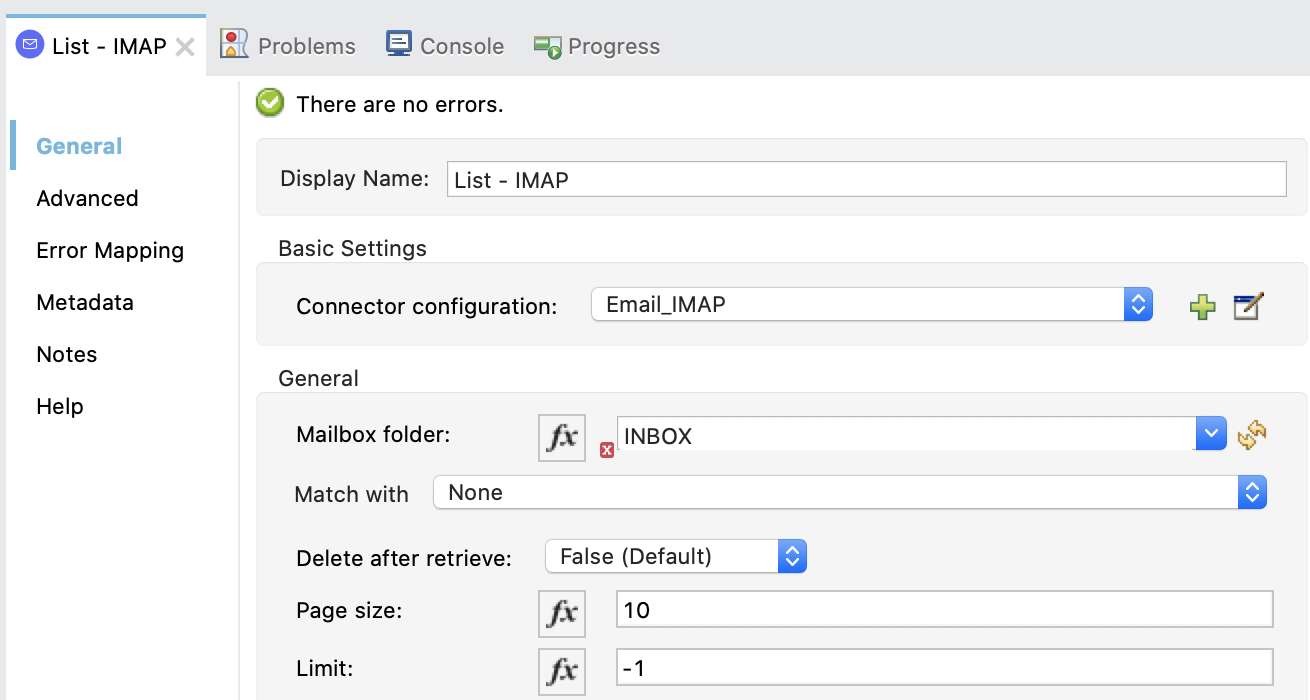 List - IMAP Problems Console Progress
There are no errors.
General
Advanced
Error Mapping
Metadata
Notes
Help
Display Name: List - IMAP
Basic Settings
Connector configuration: Email_IMAP
General
Mailbox folder: fx INBOX
Match with None
Delete after retrieve: False (Default)
Page size: fx 10
Limit: fx -1